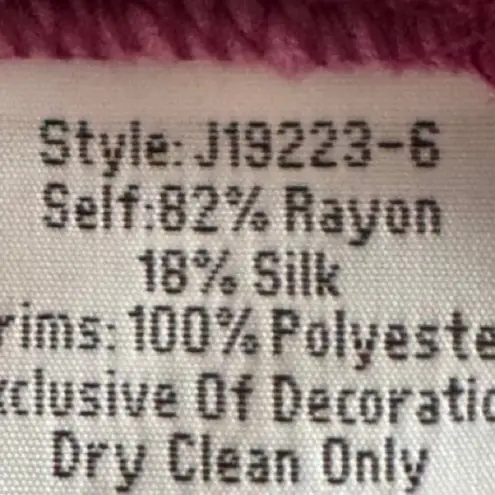 Style: J19223-6
Self:82% Rayon
18% Silk
rims: 100% Polyeste
xclusive Of Decoratio
Dry Clean Only